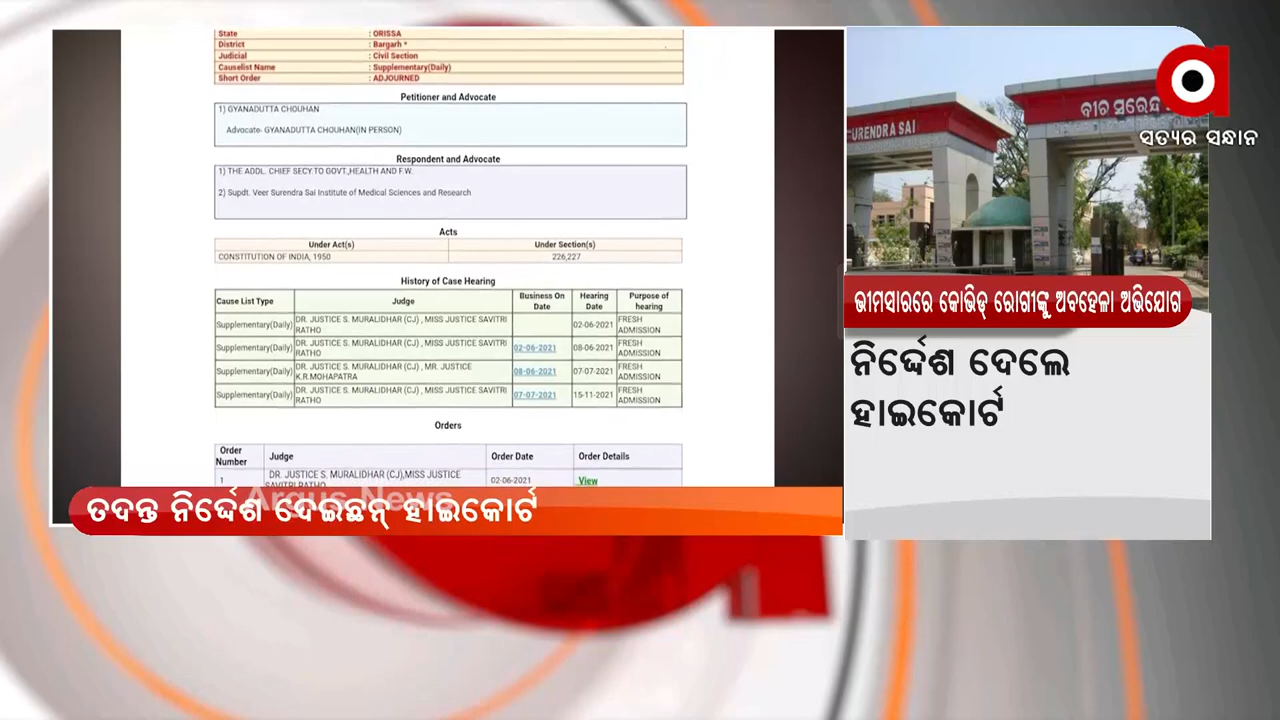 State : ORISSA
District : Bargarh *
Judicial : Civil Section
Causelist Name : Supplementary(Daily)
Short Order : ADJOURNED
Petitioner and Advocate
1) GYANADUTTA CHOUHAN
Advocate- GYANADUTTA CHOUHAN(IN PERSON)
Respondent and Advocate
1) THE ADDL. CHIEF SECY.TO GOVT.,HEALTH AND F.W.
2) Supdt. Veer Surendra Sai Institute of Medical Sciences and Research
Acts
Under Act(s) Under Section(s)
CONSTITUTION OF INDIA, 1950 226,227
History of Case Hearing
Cause List Type Judge Business On Date Hearing Date Purpose of hearing
Supplementary(Daily) DR. JUSTICE S. MURALIDHAR (CJ) , MISS JUSTICE SAVITRI RATHO 02-06-2021 FRESH ADMISSION
Supplementary(Daily) DR. JUSTICE S. MURALIDHAR (CJ) , MISS JUSTICE SAVITRI RATHO 02-06-2021 08-06-2021 FRESH ADMISSION
Supplementary(Daily) DR. JUSTICE S. MURALIDHAR (CJ) , MR. JUSTICE K.R.MOHAPATRA 08-06-2021 07-07-2021 FRESH ADMISSION
Supplementary(Daily) DR. JUSTICE S. MURALIDHAR (CJ) , MISS JUSTICE SAVITRI RATHO 07-07-2021 15-11-2021 FRESH ADMISSION
Orders
Order Number Judge Order Date Order Details
1 DR. JUSTICE S. MURALIDHAR (CJ),MISS JUSTICE SAVITRI RATHO 02-06-2021 View
Argus News
ତଦନ୍ତ ନିର୍ଦ୍ଦେଶ ଦେଇଛନ୍ ହାଇକୋର୍ଟ
URENDRA SAI
ବୀର ସୁରେନ୍ଦ୍ର
ସତ୍ୟର ସନ୍ଧାନ
ଭୀମସାରରେ କୋଭିଡ୍ ରୋଗୀଙ୍କୁ ଅବହେଳା ଅଭିଯୋଗ
ନିର୍ଦ୍ଦେଶ ଦେଲେ
ହାଇକୋର୍ଟ